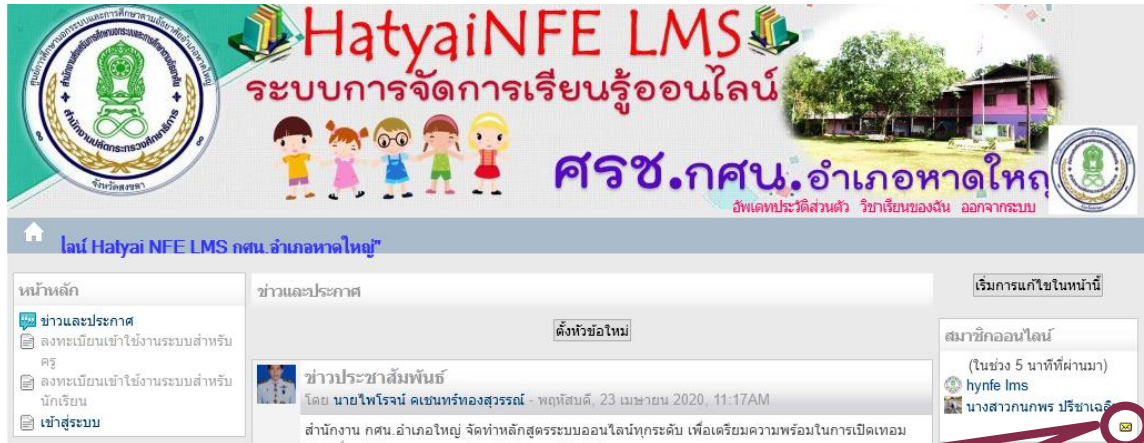 HatyaiNFE LMS
ระบบการจัดการเรียนรู้ออนไลน์
ศรช.กศน.อำเภอหาดใหญ่
อัพเดทประวัติส่วนตัว วิชาเรียนของฉัน ออกจากระบบ
จังหวัดสงขลา
ไลน์ Hatyai NFE LMS กศน.อำเภอหาดใหญ่"
หน้าหลัก
ข่าวและประกาศ
ลงทะเบียนเข้าใช้งานระบบสำหรับ
ครู
ลงทะเบียนเข้าใช้งานระบบสำหรับ
นักเรียน
เข้าสู่ระบบ
ข่าวและประกาศ
ตั้งหัวข้อใหม่
ข่าวประชาสัมพันธ์
โดย นายไพโรจน์ คเชนทร์ทองสุวรรณ์ - พฤหัสบดี, 23 เมษายน 2020, 11:17AM
สำนักงาน กศน.อำเภอใหญ่ จัดทำหลักสูตรระบบออนไลน์ทุกระดับ เพื่อเตรียมความพร้อมในการเปิดเทอม
เริ่มการแก้ไขในหน้านี้
สมาชิกออนไลน์
(ในช่วง 5 นาทีที่ผ่านมา)
hynfe lms
นางสาวกนกพร ปรีชาเฉลิ